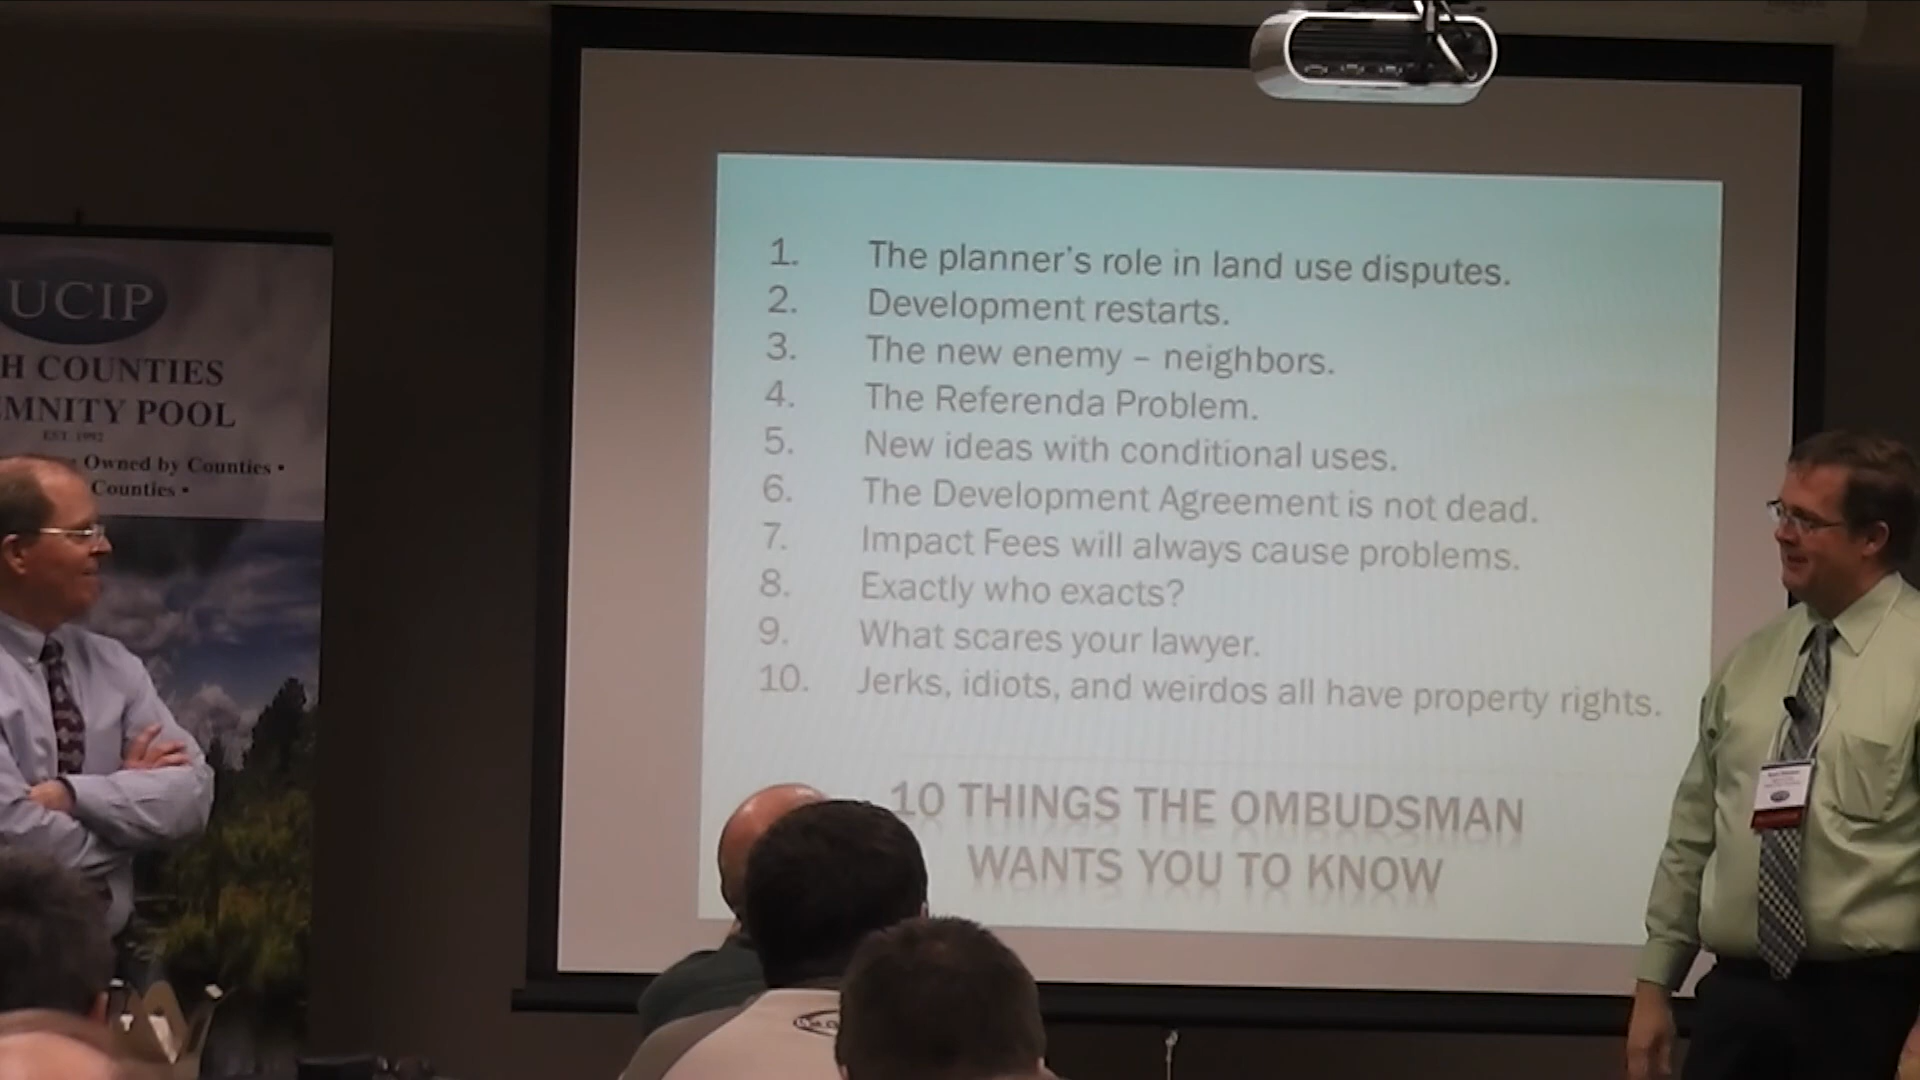 UCIP
H COUNTIES
MNITY POOL
EST. 1992
Owned by Counties •
Counties •
1. The planner's role in land use disputes.
2. Development restarts.
3. The new enemy – neighbors.
4. The Referenda Problem.
5. New ideas with conditional uses.
6. The Development Agreement is not dead.
7. Impact Fees will always cause problems.
8. Exactly who exacts?
9. What scares your lawyer.
10. Jerks, idiots, and weirdos all have property rights.
10 THINGS THE OMBUDSMAN
WANTS YOU TO KNOW